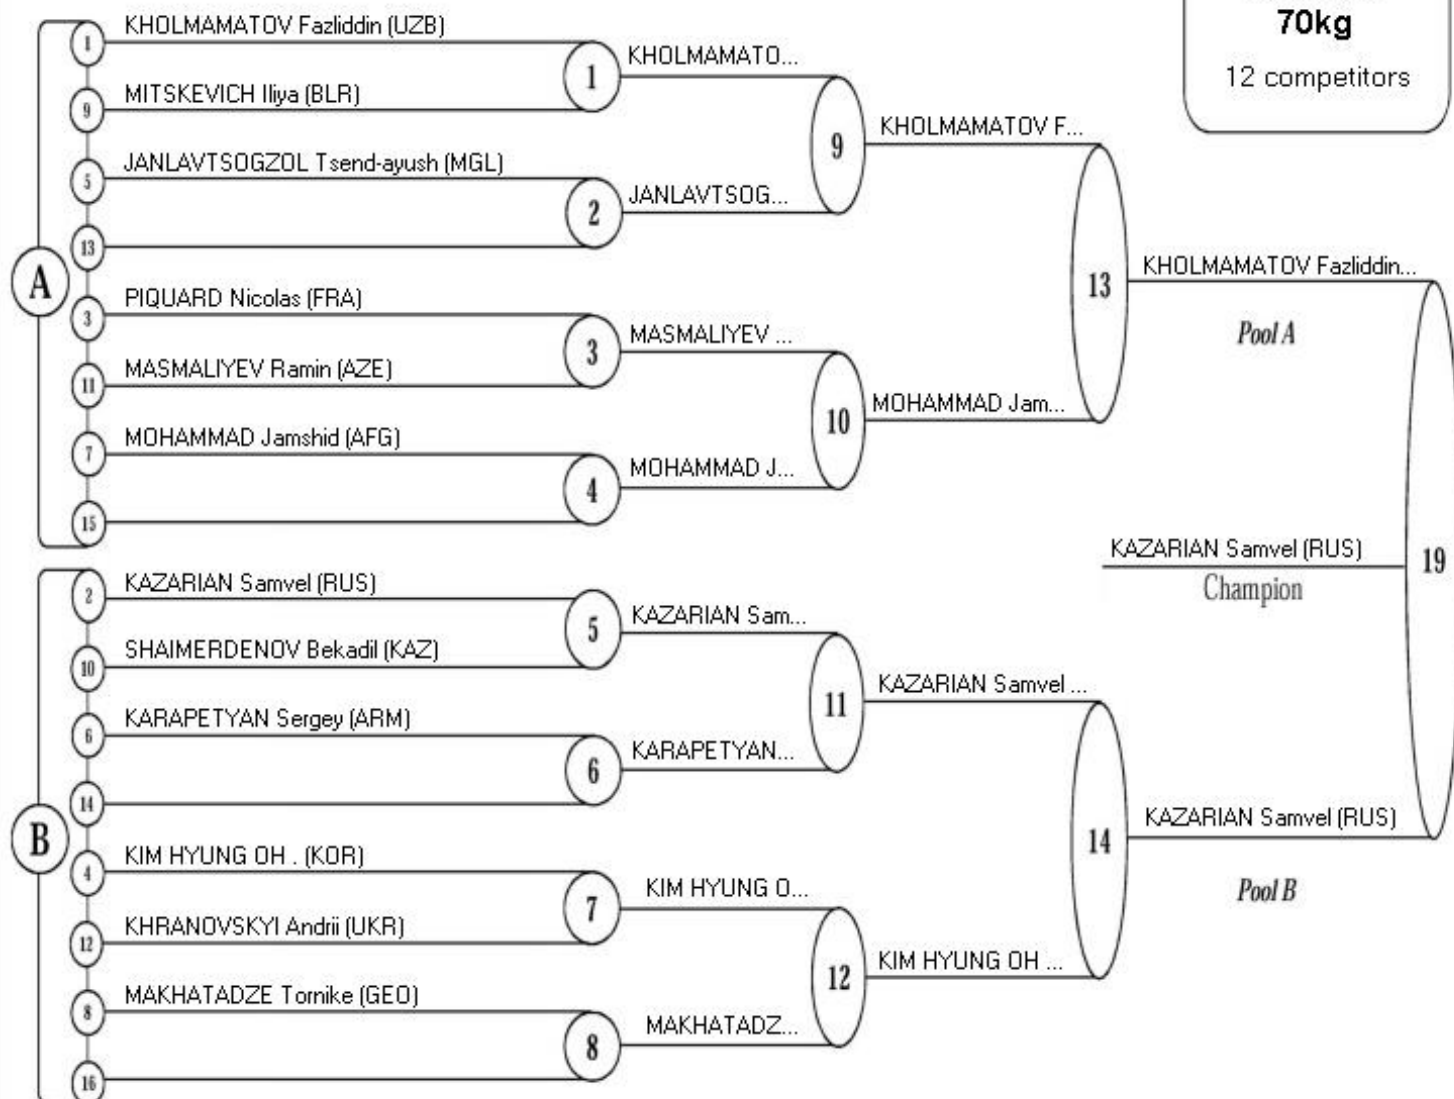 70kg
12 competitors
A
1
KHOLMAMATOV Fazliddin (UZB)
9
MITSKEVICH Iliya (BLR)
1
KHOLMAMATO...
5
JANLAVTSOGZOL Tsend-ayush (MGL)
13
2
JANLAVTSOG...
9
KHOLMAMATOV F...
3
PIQUARD Nicolas (FRA)
11
MASMALIYEV Ramin (AZE)
3
MASMALIYEV ...
7
MOHAMMAD Jamshid (AFG)
15
4
MOHAMMAD J...
10
MOHAMMAD Jam...
13
KHOLMAMATOV Fazliddin...
Pool A
B
2
KAZARIAN Samvel (RUS)
10
SHAIMERDENOV Bekadil (KAZ)
5
KAZARIAN Sam...
6
KARAPETYAN Sergey (ARM)
14
6
KARAPETYAN...
11
KAZARIAN Samvel ...
4
KIM HYUNG OH . (KOR)
12
KHRANOVSKYI Andrii (UKR)
7
KIM HYUNG O...
8
MAKHATADZE Tornike (GEO)
16
8
MAKHATADZ...
12
KIM HYUNG OH ...
14
KAZARIAN Samvel (RUS)
Pool B
19
KAZARIAN Samvel (RUS)
Champion